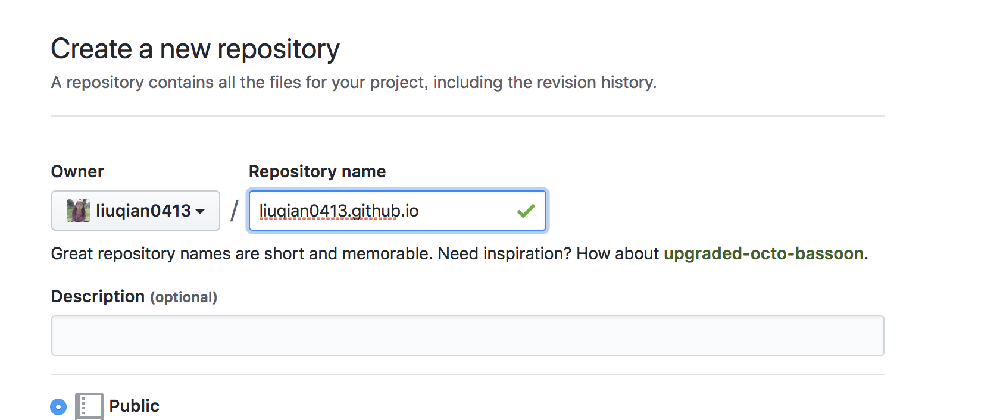 Create a new repository
A repository contains all the files for your project, including the revision history.
Owner
Repository name
liuqian0413 / liuqian0413.github.io
Great repository names are short and memorable. Need inspiration? How about upgraded-octo-bassoon.
Description (optional)
Public